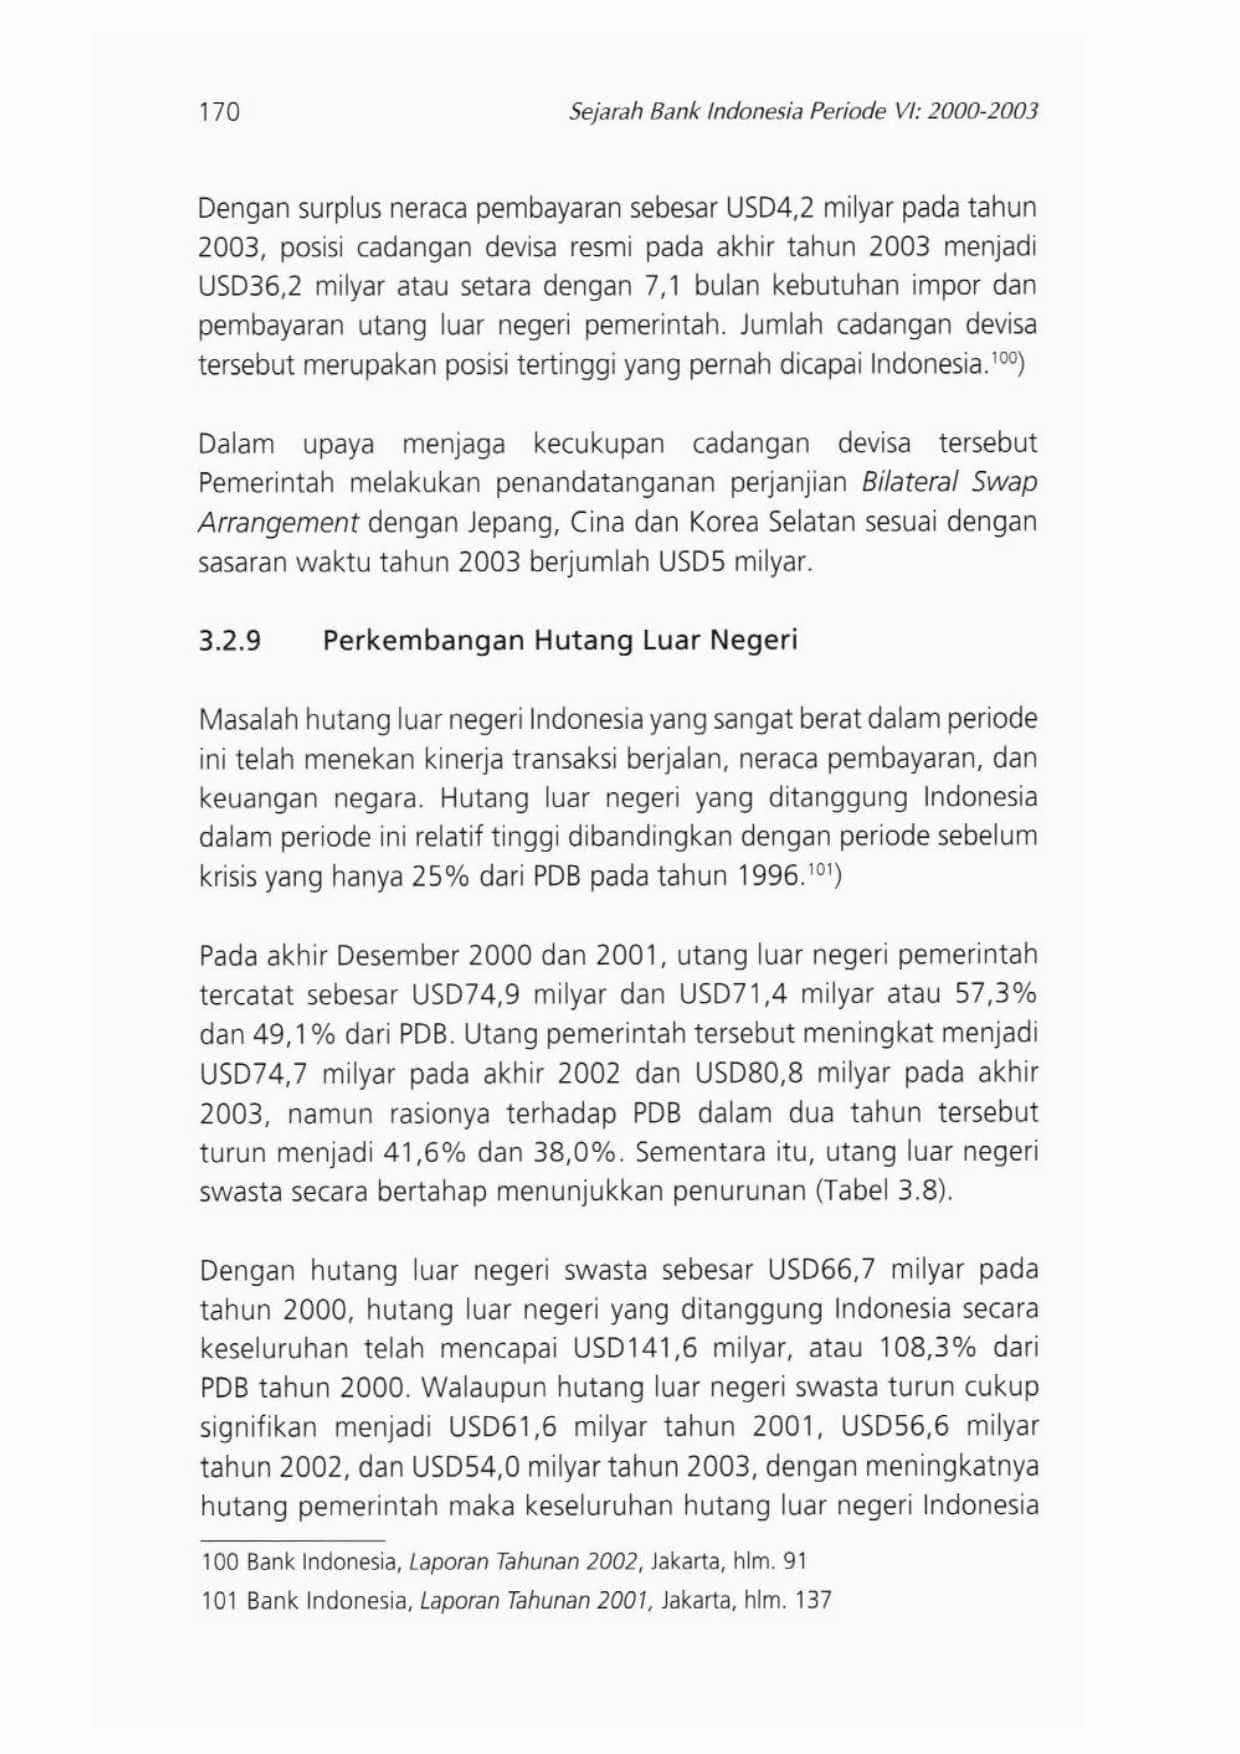 170
Sejarah Bank Indonesia Periode VI: 2000-2003
Dengan surplus neraca pembayaran sebesar USD4,2 milyar pada tahun
2003, posisi cadangan devisa resmi pada akhir tahun 2003 menjadi
USD36,2 milyar atau setara dengan 7,1 bulan kebutuhan impor dan
pembayaran utang luar negeri pemerintah. Jumlah cadangan devisa
tersebut merupakan posisi tertinggi yang pernah dicapai Indonesia.¹⁰⁰)
Dalam upaya menjaga kecukupan cadangan devisa tersebut
Pemerintah melakukan penandatanganan perjanjian Bilateral Swap
Arrangement dengan Jepang, Cina dan Korea Selatan sesuai dengan
sasaran waktu tahun 2003 berjumlah USD5 milyar.
3.2.9 Perkembangan Hutang Luar Negeri
Masalah hutang luar negeri Indonesia yang sangat berat dalam periode
ini telah menekan kinerja transaksi berjalan, neraca pembayaran, dan
keuangan negara. Hutang luar negeri yang ditanggung Indonesia
dalam periode ini relatif tinggi dibandingkan dengan periode sebelum
krisis yang hanya 25% dari PDB pada tahun 1996.¹⁰¹)
Pada akhir Desember 2000 dan 2001, utang luar negeri pemerintah
tercatat sebesar USD74,9 milyar dan USD71,4 milyar atau 57,3%
dan 49,1% dari PDB. Utang pemerintah tersebut meningkat menjadi
USD74,7 milyar pada akhir 2002 dan USD80,8 milyar pada akhir
2003, namun rasionya terhadap PDB dalam dua tahun tersebut
turun menjadi 41,6% dan 38,0%. Sementara itu, utang luar negeri
swasta secara bertahap menunjukkan penurunan (Tabel 3.8).
Dengan hutang luar negeri swasta sebesar USD66,7 milyar pada
tahun 2000, hutang luar negeri yang ditanggung Indonesia secara
keseluruhan telah mencapai USD141,6 milyar, atau 108,3% dari
PDB tahun 2000. Walaupun hutang luar negeri swasta turun cukup
signifikan menjadi USD61,6 milyar tahun 2001, USD56,6 milyar
tahun 2002, dan USD54,0 milyar tahun 2003, dengan meningkatnya
hutang pemerintah maka keseluruhan hutang luar negeri Indonesia
100 Bank Indonesia, Laporan Tahunan 2002, Jakarta, hlm. 91
101 Bank Indonesia, Laporan Tahunan 2001, Jakarta, hlm. 137